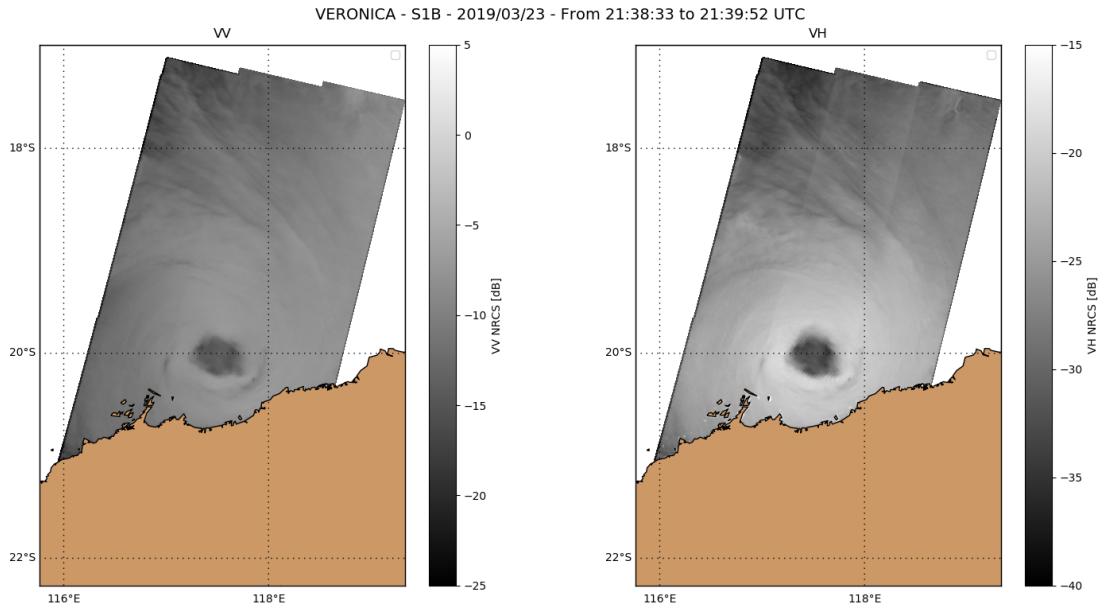 VERONICA - S1B - 2019/03/23 - From 21:38:33 to 21:39:52 UTC
VV
VH
5
0
−5
−10
−15
−20
−25
VV NRCS [dB]
−15
−20
−25
−30
−35
−40
VH NRCS [dB]
18°S
20°S
22°S
116°E
118°E
18°S
20°S
22°S
116°E
118°E